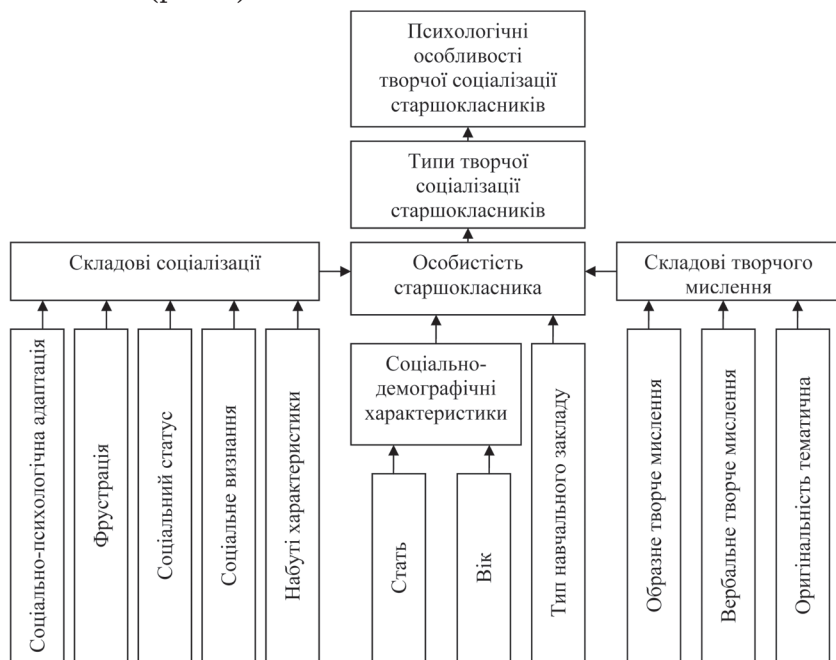 Психологічні
особливості
творчої соціалізації
старшокласників
Типи творчої
соціалізації
старшокласників
Складові соціалізації
Особистість
старшокласника
Складові творчого
мислення
Соціально-психологічна адаптація
Фрустрація
Соціальний статус
Соціальне визнання
Набуті характеристики
Соціально-
демографічні
характеристики
Стать
Вік
Тип навчального закладу
Образне творче мислення
Вербальне творче мислення
Оригінальність тематична